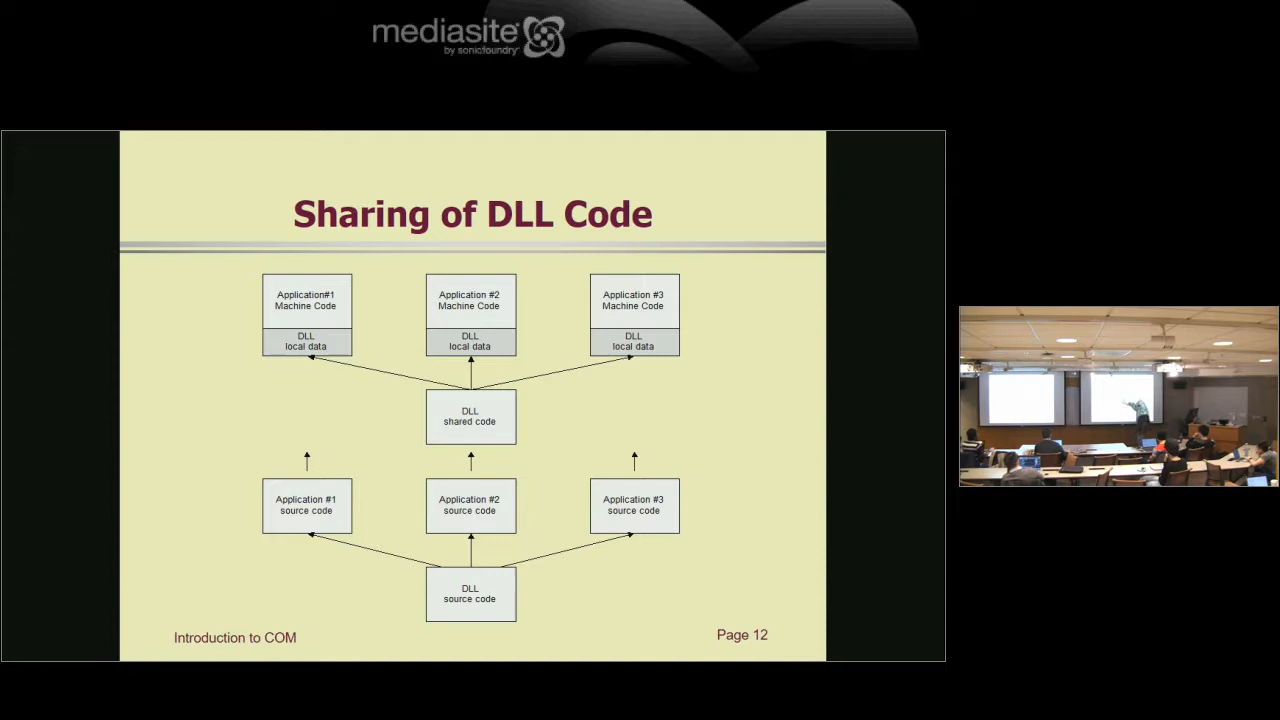 mediasite
by sonicfoundry
Sharing of DLL Code
Application#1
Machine Code
DLL
local data
Application #2
Machine Code
DLL
local data
Application #3
Machine Code
DLL
local data
DLL
shared code
Application #1
source code
Application #2
source code
Application #3
source code
DLL
source code
Introduction to COM
Page 12